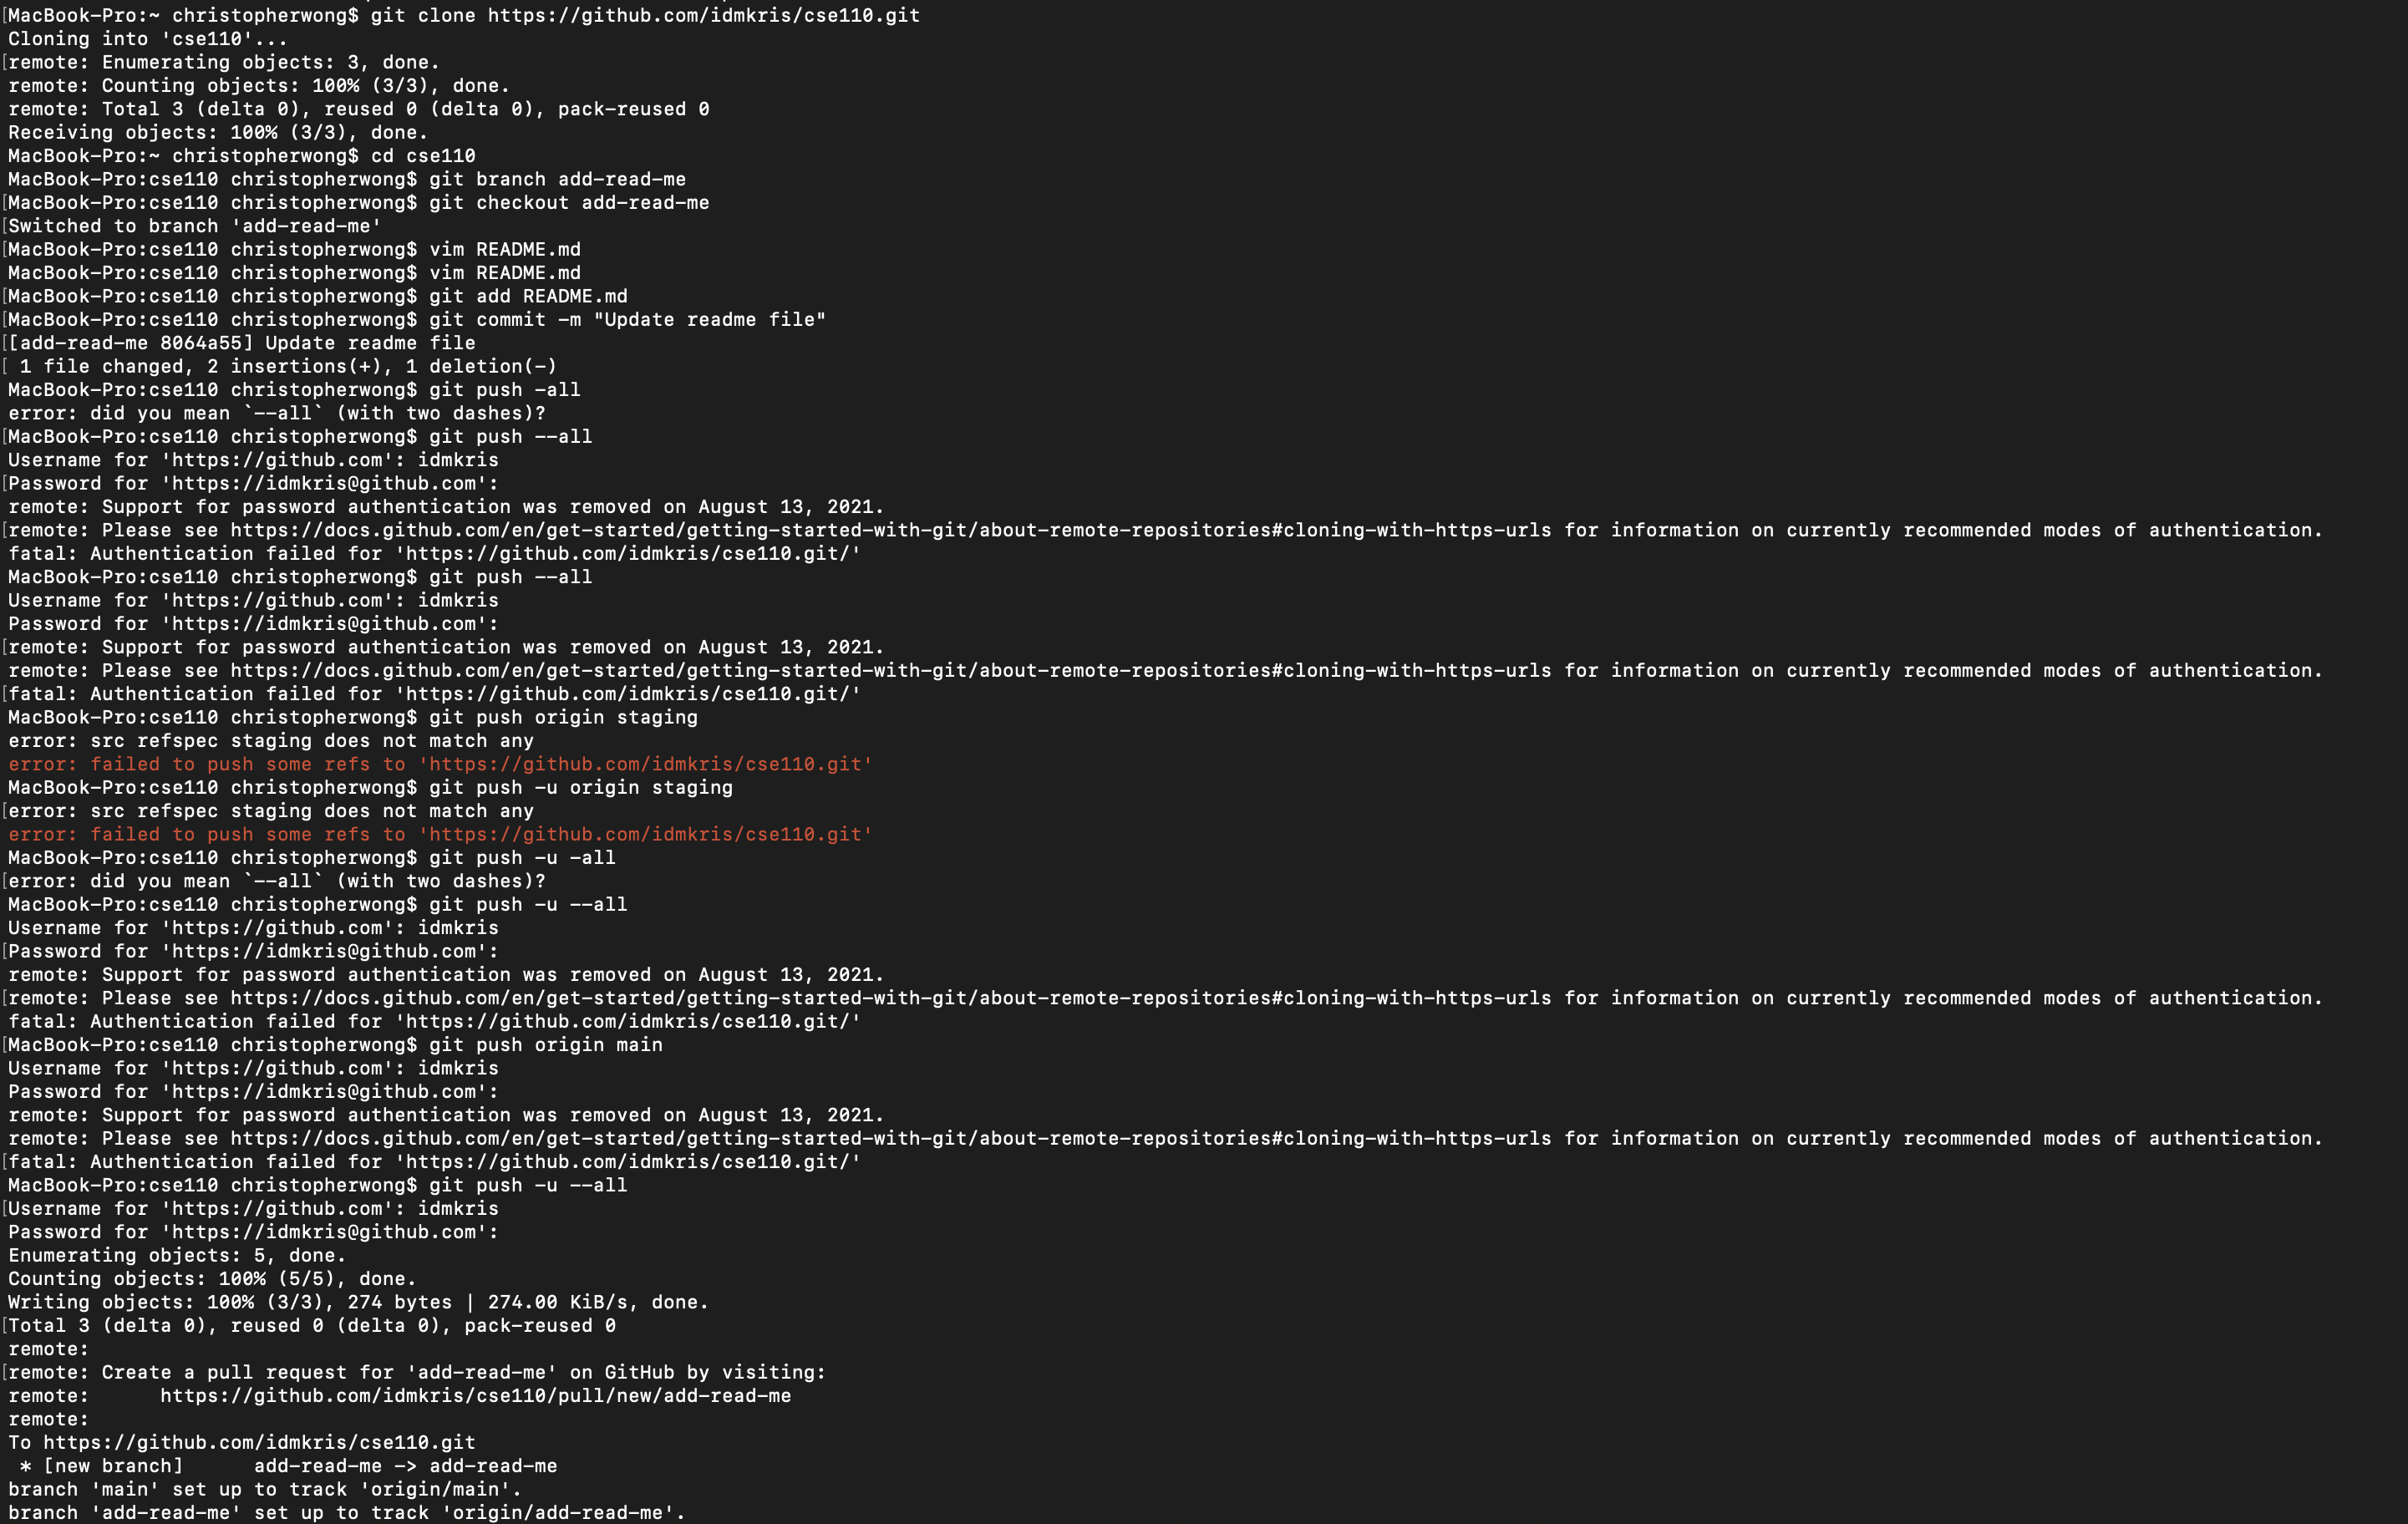 [MacBook-Pro:~ christopherwong$ git clone https://github.com/idmkris/cse110.git
Cloning into 'cse110'...
[remote: Enumerating objects: 3, done.
remote: Counting objects: 100% (3/3), done.
remote: Total 3 (delta 0), reused 0 (delta 0), pack-reused 0
Receiving objects: 100% (3/3), done.
MacBook-Pro:~ christopherwong$ cd cse110
MacBook-Pro:cse110 christopherwong$ git branch add-read-me
[MacBook-Pro:cse110 christopherwong$ git checkout add-read-me
[Switched to branch 'add-read-me'
[MacBook-Pro:cse110 christopherwong$ vim README.md
MacBook-Pro:cse110 christopherwong$ vim README.md
[MacBook-Pro:cse110 christopherwong$ git add README.md
[MacBook-Pro:cse110 christopherwong$ git commit -m "Update readme file"
[[add-read-me 8064a55] Update readme file
[ 1 file changed, 2 insertions(+), 1 deletion(-)
MacBook-Pro:cse110 christopherwong$ git push -all
error: did you mean `--all` (with two dashes)?
[MacBook-Pro:cse110 christopherwong$ git push --all
Username for 'https://github.com': idmkris
[Password for 'https://idmkris@github.com':
remote: Support for password authentication was removed on August 13, 2021.
[remote: Please see https://docs.github.com/en/get-started/getting-started-with-git/about-remote-repositories#cloning-with-https-urls for information on currently recommended modes of authentication.
fatal: Authentication failed for 'https://github.com/idmkris/cse110.git/'
MacBook-Pro:cse110 christopherwong$ git push --all
Username for 'https://github.com': idmkris
Password for 'https://idmkris@github.com':
[remote: Support for password authentication was removed on August 13, 2021.
remote: Please see https://docs.github.com/en/get-started/getting-started-with-git/about-remote-repositories#cloning-with-https-urls for information on currently recommended modes of authentication.
[fatal: Authentication failed for 'https://github.com/idmkris/cse110.git/'
MacBook-Pro:cse110 christopherwong$ git push origin staging
error: src refspec staging does not match any
error: failed to push some refs to 'https://github.com/idmkris/cse110.git'
MacBook-Pro:cse110 christopherwong$ git push -u origin staging
[error: src refspec staging does not match any
error: failed to push some refs to 'https://github.com/idmkris/cse110.git'
MacBook-Pro:cse110 christopherwong$ git push -u -all
[error: did you mean `--all` (with two dashes)?
MacBook-Pro:cse110 christopherwong$ git push -u --all
Username for 'https://github.com': idmkris
[Password for 'https://idmkris@github.com':
remote: Support for password authentication was removed on August 13, 2021.
[remote: Please see https://docs.github.com/en/get-started/getting-started-with-git/about-remote-repositories#cloning-with-https-urls for information on currently recommended modes of authentication.
fatal: Authentication failed for 'https://github.com/idmkris/cse110.git/'
[MacBook-Pro:cse110 christopherwong$ git push origin main
Username for 'https://github.com': idmkris
Password for 'https://idmkris@github.com':
remote: Support for password authentication was removed on August 13, 2021.
remote: Please see https://docs.github.com/en/get-started/getting-started-with-git/about-remote-repositories#cloning-with-https-urls for information on currently recommended modes of authentication.
[fatal: Authentication failed for 'https://github.com/idmkris/cse110.git/'
MacBook-Pro:cse110 christopherwong$ git push -u --all
[Username for 'https://github.com': idmkris
Password for 'https://idmkris@github.com':
Enumerating objects: 5, done.
Counting objects: 100% (5/5), done.
Writing objects: 100% (3/3), 274 bytes | 274.00 KiB/s, done.
[Total 3 (delta 0), reused 0 (delta 0), pack-reused 0
remote:
[remote: Create a pull request for 'add-read-me' on GitHub by visiting:
remote:      https://github.com/idmkris/cse110/pull/new/add-read-me
remote:
To https://github.com/idmkris/cse110.git
 * [new branch]      add-read-me -> add-read-me
branch 'main' set up to track 'origin/main'.
branch 'add-read-me' set up to track 'origin/add-read-me'.